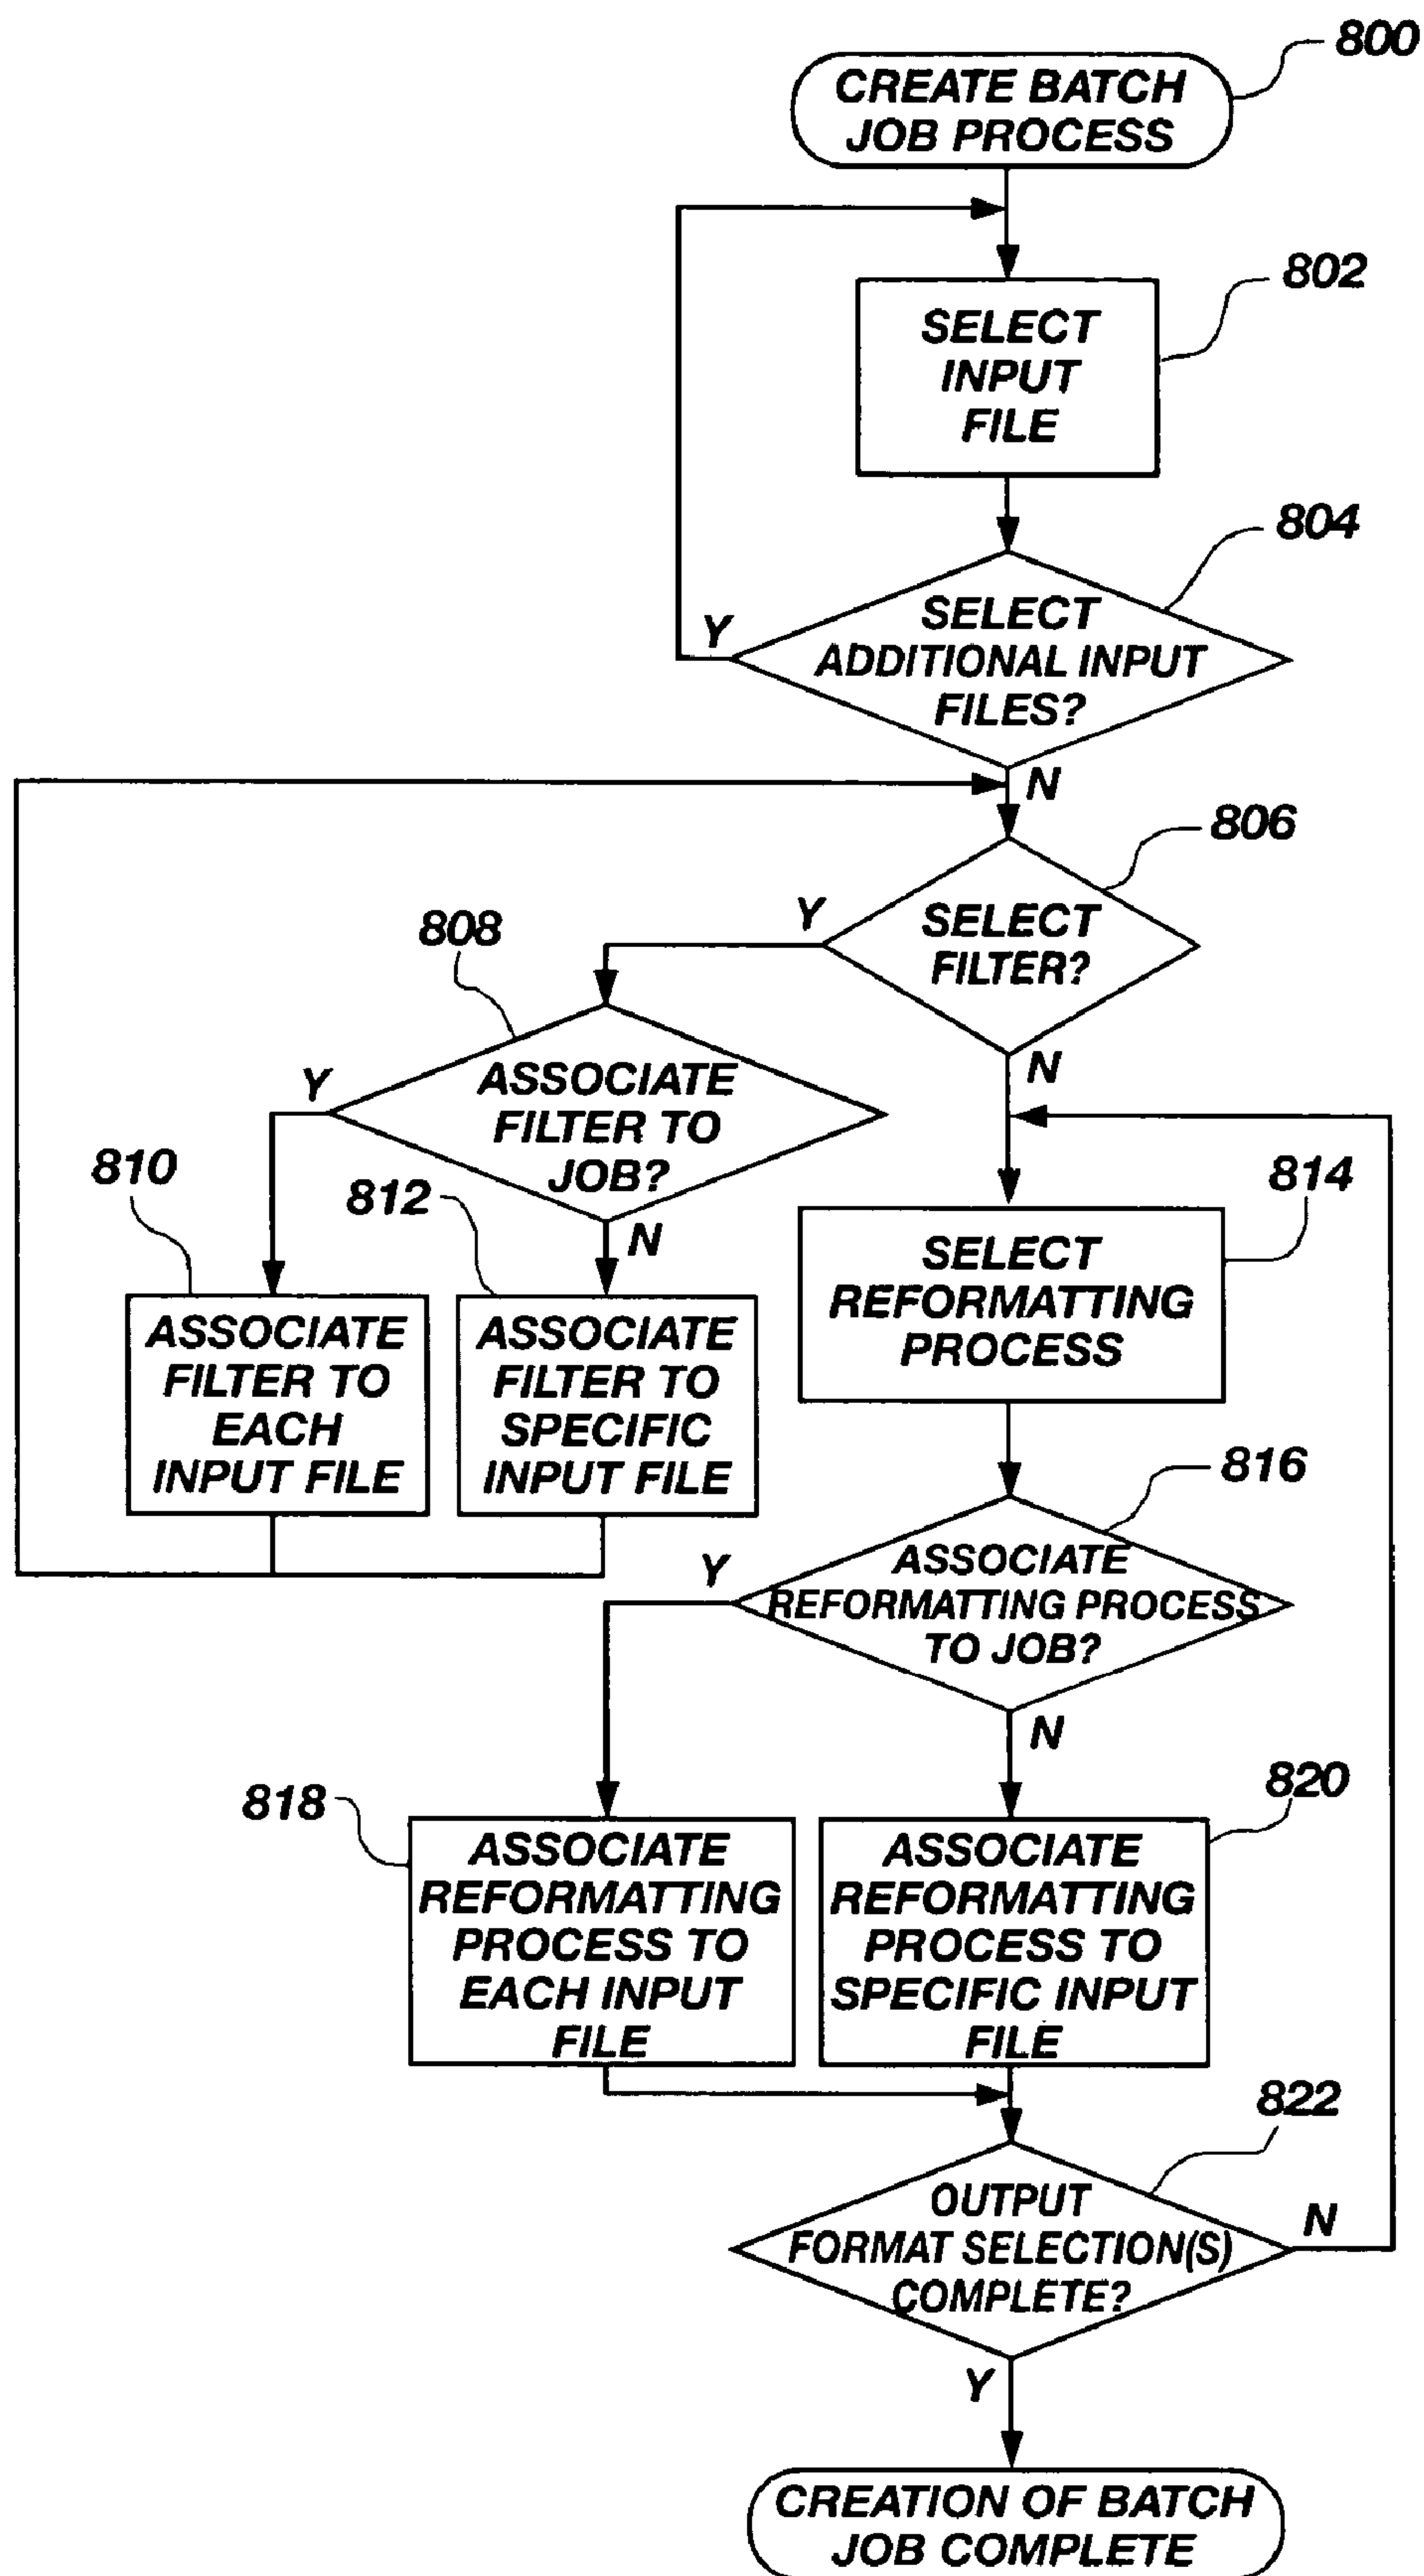 800
CREATE BATCH
JOB PROCESS
802
SELECT
INPUT
FILE
804
Y
SELECT
ADDITIONAL INPUT
FILES?
N
806
Y
SELECT
FILTER?
N
808
Y
ASSOCIATE
FILTER TO
JOB?
N
810
ASSOCIATE
FILTER TO
EACH
INPUT FILE
812
ASSOCIATE
FILTER TO
SPECIFIC
INPUT FILE
814
SELECT
REFORMATTING
PROCESS
816
Y
ASSOCIATE
REFORMATTING PROCESS
TO JOB?
N
818
ASSOCIATE
REFORMATTING
PROCESS TO
EACH INPUT
FILE
820
ASSOCIATE
REFORMATTING
PROCESS TO
SPECIFIC INPUT
FILE
822
OUTPUT
FORMAT SELECTION(S)
COMPLETE?
N
Y
CREATION OF BATCH
JOB COMPLETE